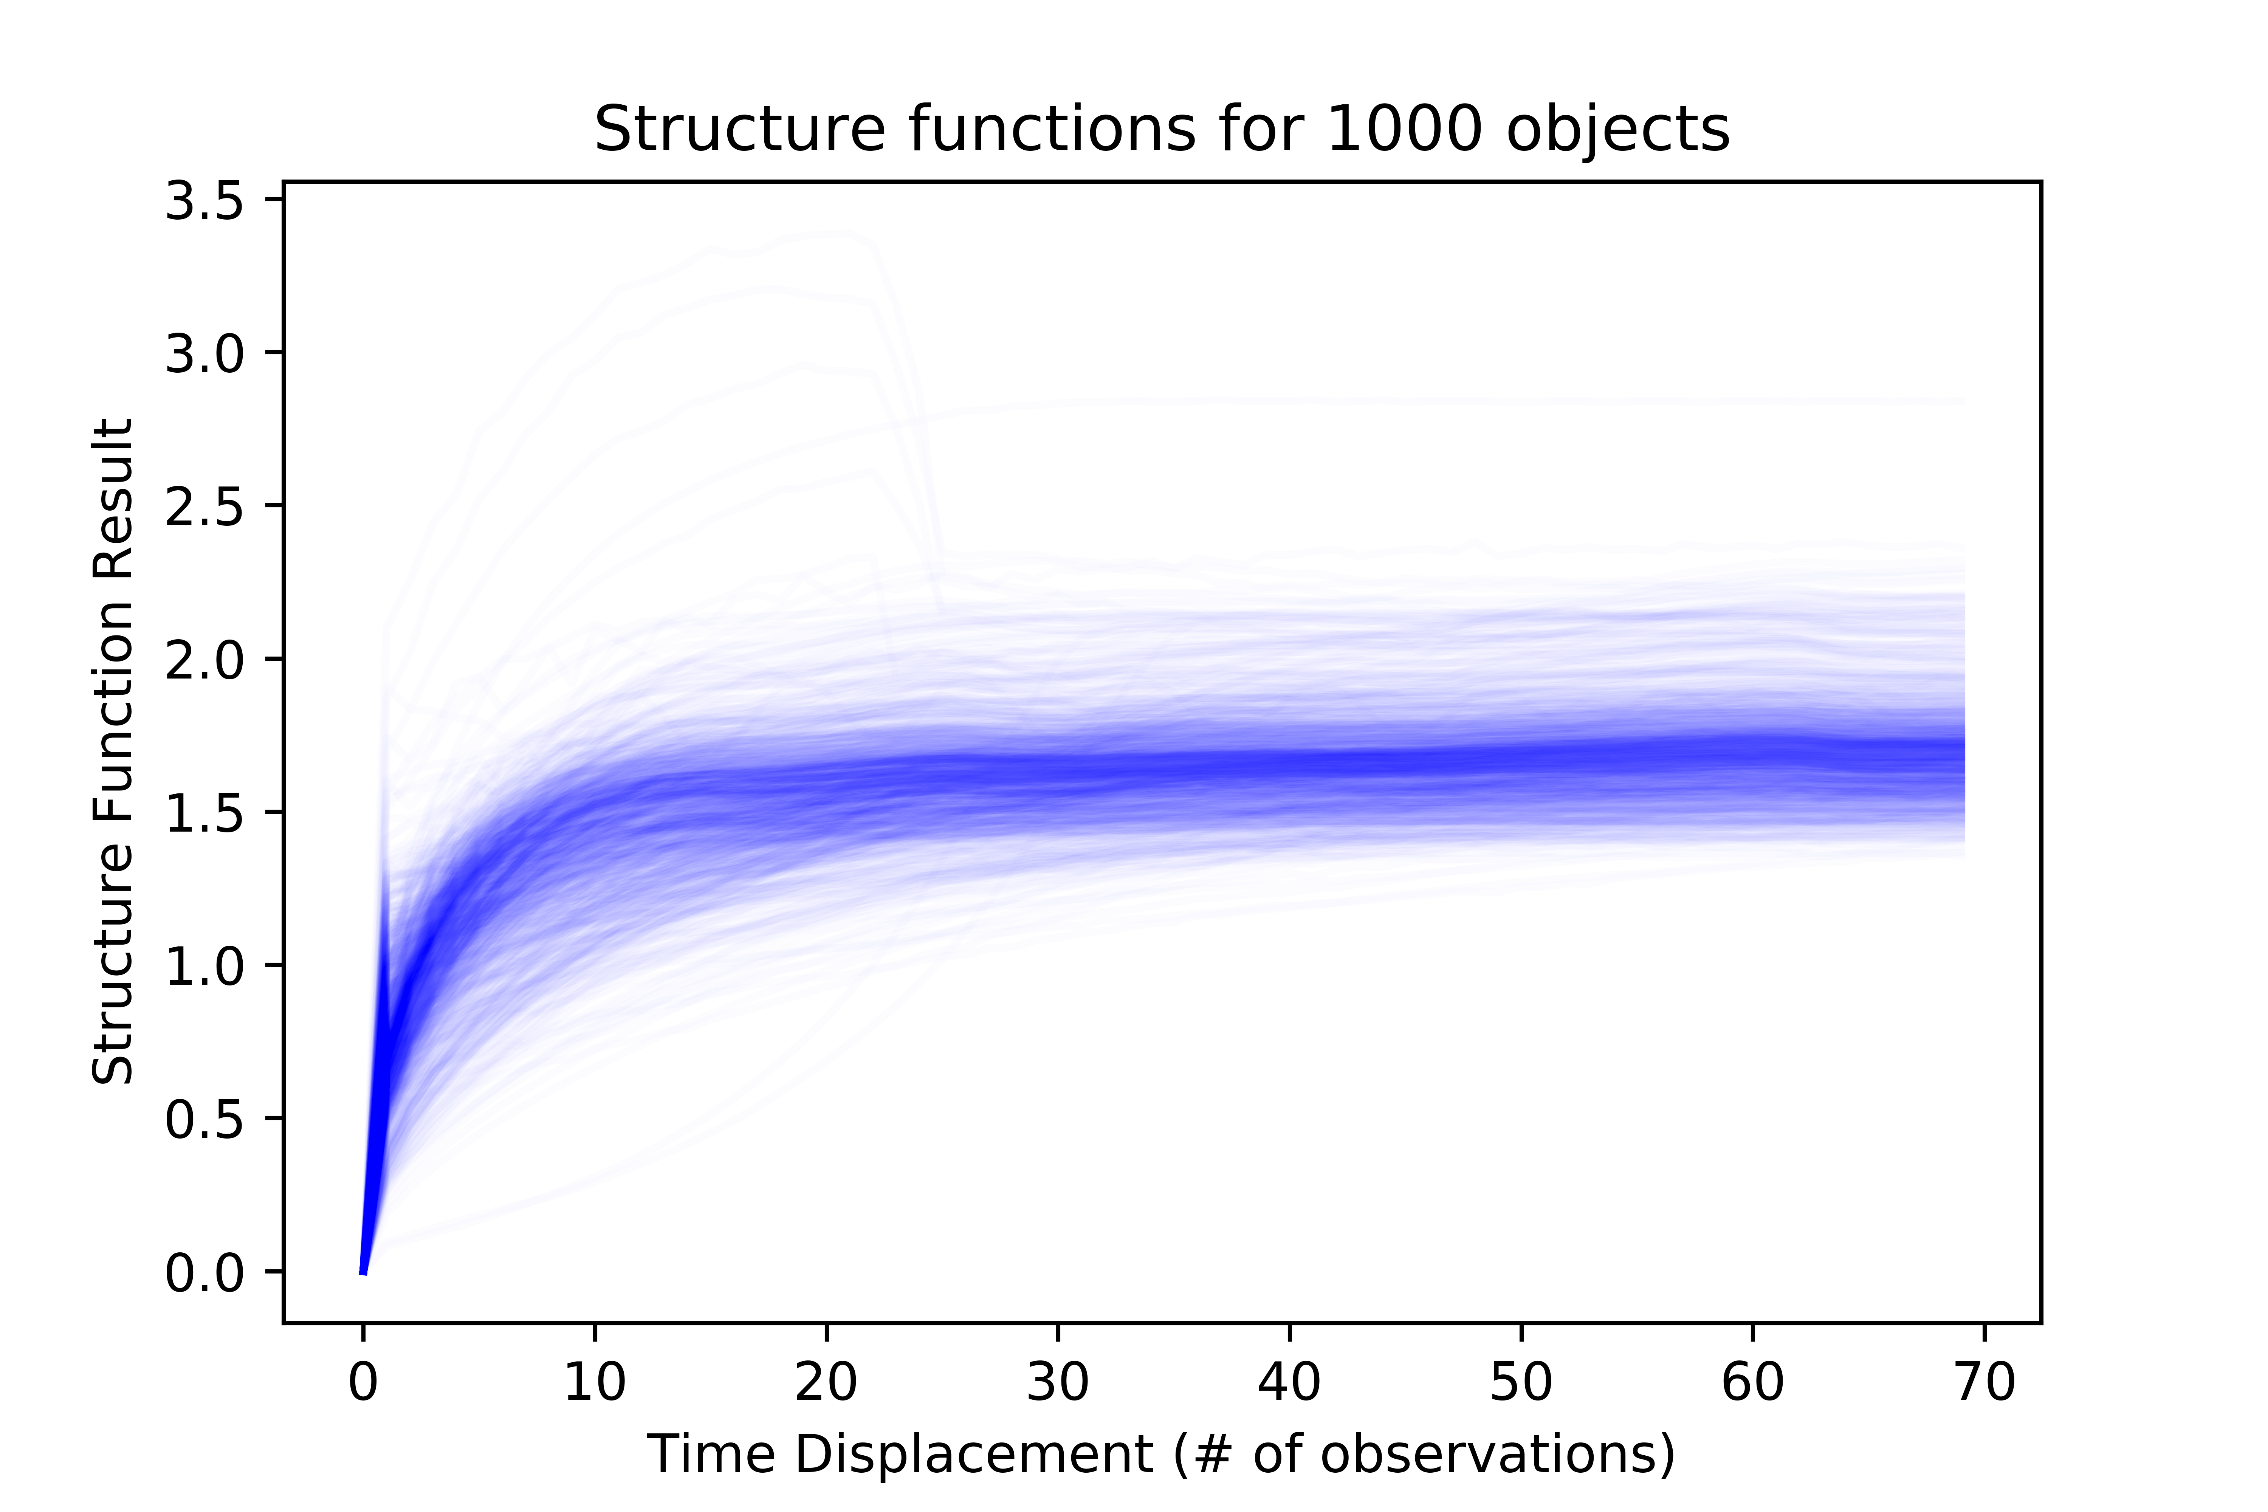 Structure functions for 1000 objects
Structure Function Result
3.5
3.0
2.5
2.0
1.5
1.0
0.5
0.0
0 10 20 30 40 50 60 70
Time Displacement (# of observations)